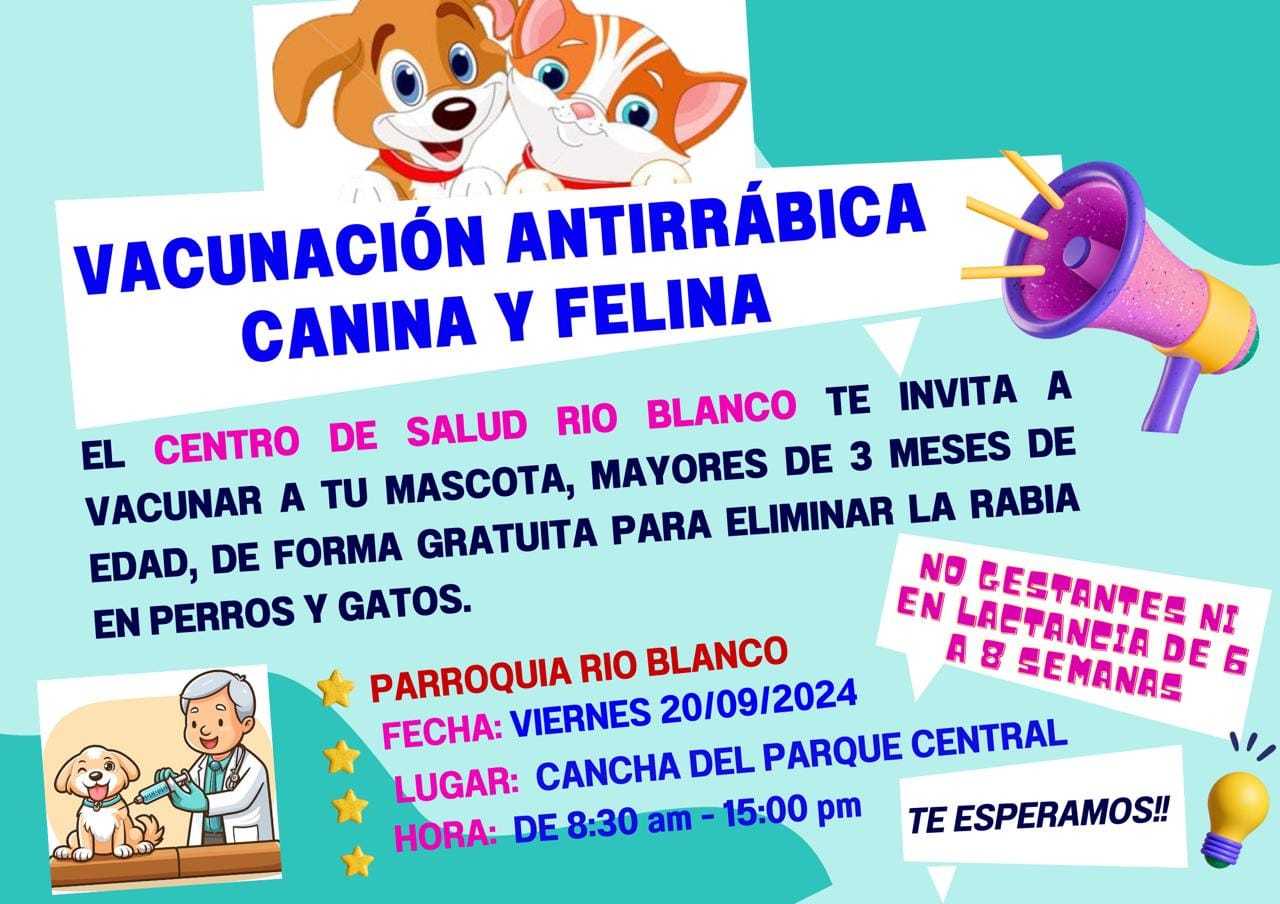 VACUNACIÓN ANTIRRÁBICA
CANINA Y FELINA
EL CENTRO DE SALUD RIO BLANCO TE INVITA A
VACUNAR A TU MASCOTA, MAYORES DE 3 MESES DE
EDAD, DE FORMA GRATUITA PARA ELIMINAR LA RABIA
EN PERROS Y GATOS.
NO GESTANTES NI
EN LACTANCIA DE 6
A 8 SEMANAS
PARROQUIA RIO BLANCO
FECHA: VIERNES 20/09/2024
LUGAR: CANCHA DEL PARQUE CENTRAL
HORA: DE 8:30 am - 15:00 pm
TE ESPERAMOS!!